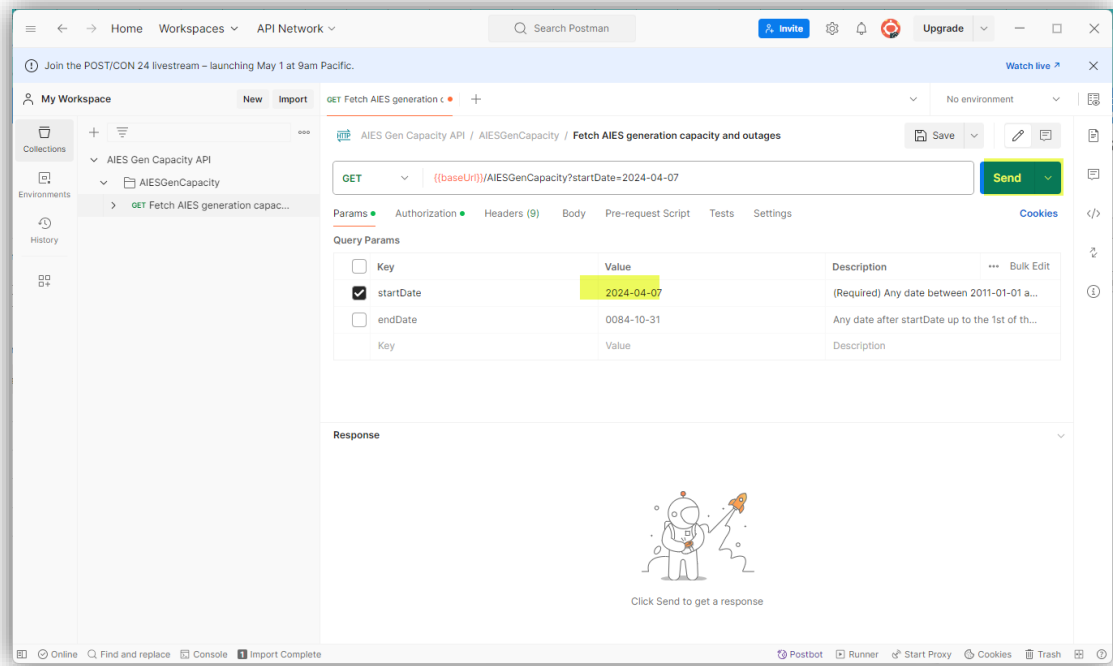 Home Workspaces API Network Search Postman Invite Upgrade
Join the POST/CON 24 livestream – launching May 1 at 9am Pacific. Watch live
My Workspace New Import GET Fetch AIES generation c No environment
Collections
Environments
History
AIES Gen Capacity API
AIESGenCapacity
GET Fetch AIES generation capac...
HTTP AIES Gen Capacity API / AIESGenCapacity / Fetch AIES generation capacity and outages Save
GET {{baseUrl}}/AIESGenCapacity?startDate=2024-04-07 Send
Params Authorization Headers (9) Body Pre-request Script Tests Settings Cookies
Query Params
Key Value Description ... Bulk Edit
startDate 2024-04-07 (Required) Any date between 2011-01-01 a...
endDate 0084-10-31 Any date after startDate up to the 1st of th...
Key Value Description
Response
Click Send to get a response
Online Find and replace Console 1 Import Complete Postbot Runner Start Proxy Cookies Trash